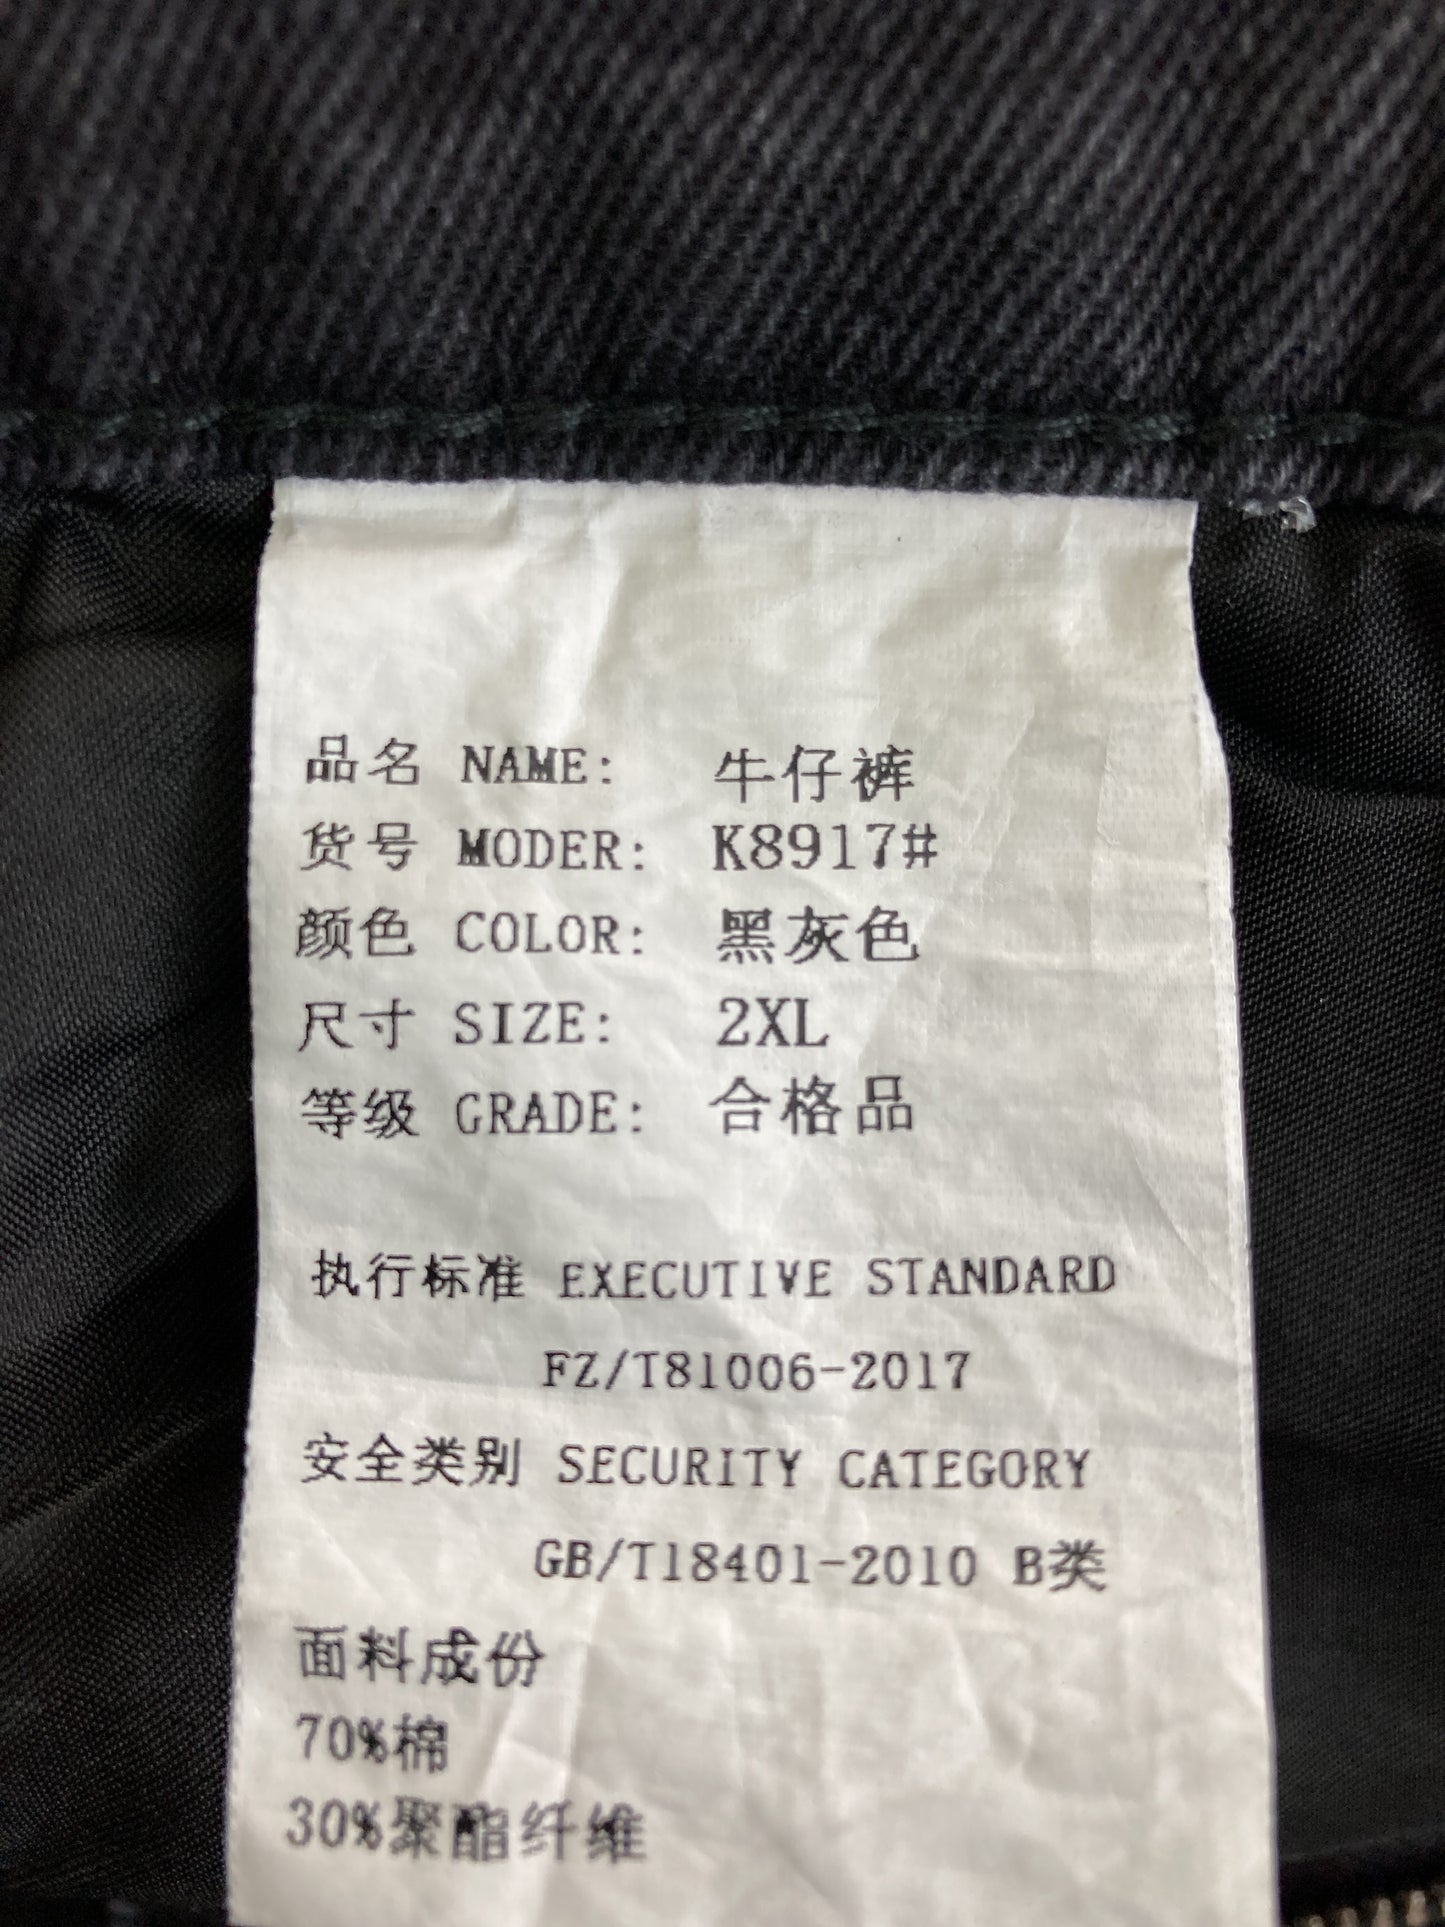 品名 NAME: 牛仔裤
货号 MODER: K8917#
颜色 COLOR: 黑灰色
尺寸 SIZE: 2XL
等级 GRADE: 合格品
执行标准 EXECUTIVE STANDARD
FZ/T81006-2017
安全类别 SECURITY CATEGORY
GB/T18401-2010 B类
面料成份
70%棉
30%聚酯纤维